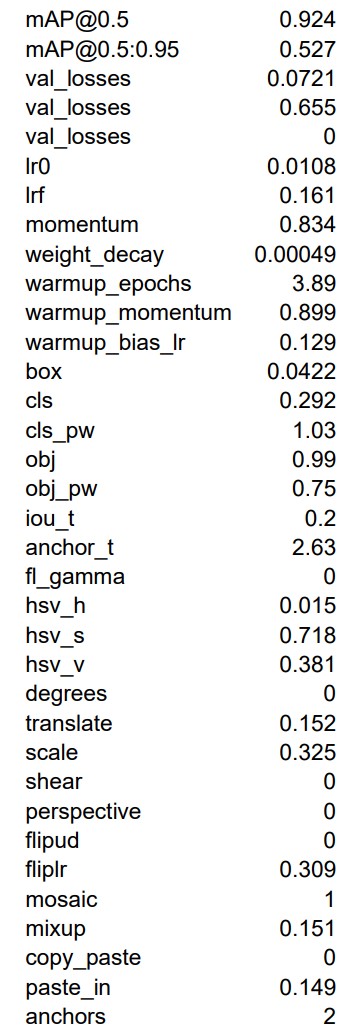 mAP@0.5 0.924
mAP@0.5:0.95 0.527
val_losses 0.0721
val_losses 0.655
val_losses 0
lr0 0.0108
lrf 0.161
momentum 0.834
weight_decay 0.00049
warmup_epochs 3.89
warmup_momentum 0.899
warmup_bias_lr 0.129
box 0.0422
cls 0.292
cls_pw 1.03
obj 0.99
obj_pw 0.75
iou_t 0.2
anchor_t 2.63
fl_gamma 0
hsv_h 0.015
hsv_s 0.718
hsv_v 0.381
degrees 0
translate 0.152
scale 0.325
shear 0
perspective 0
flipud 0
fliplr 0.309
mosaic 1
mixup 0.151
copy_paste 0
paste_in 0.149
anchors 2